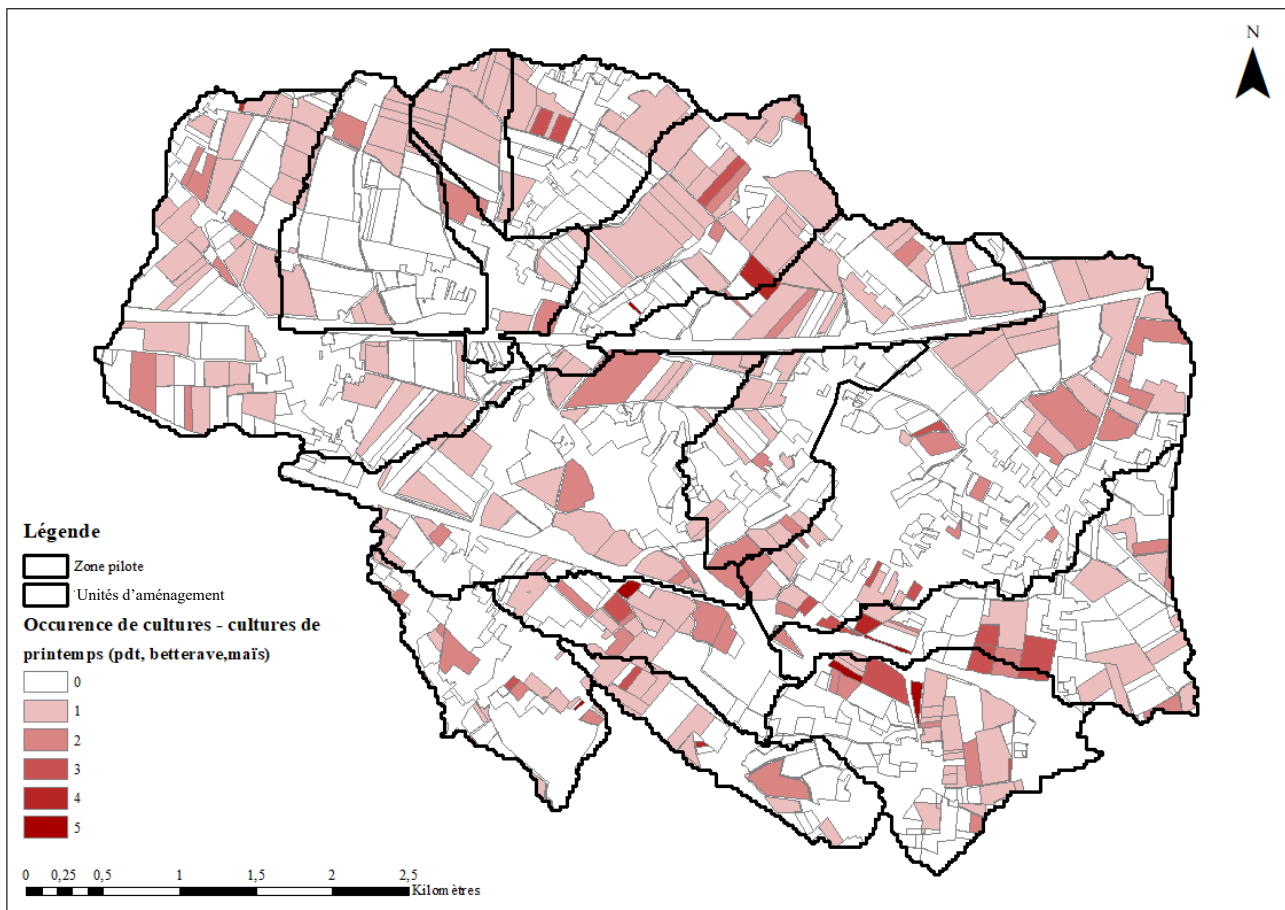 N
Légende
Zone pilote
Unités d’aménagement
Occurence de cultures - cultures de
printemps (pdt, betterave,maïs)
0
1
2
3
4
5
0 0,25 0,5 1 1,5 2 2,5
Kilomètres